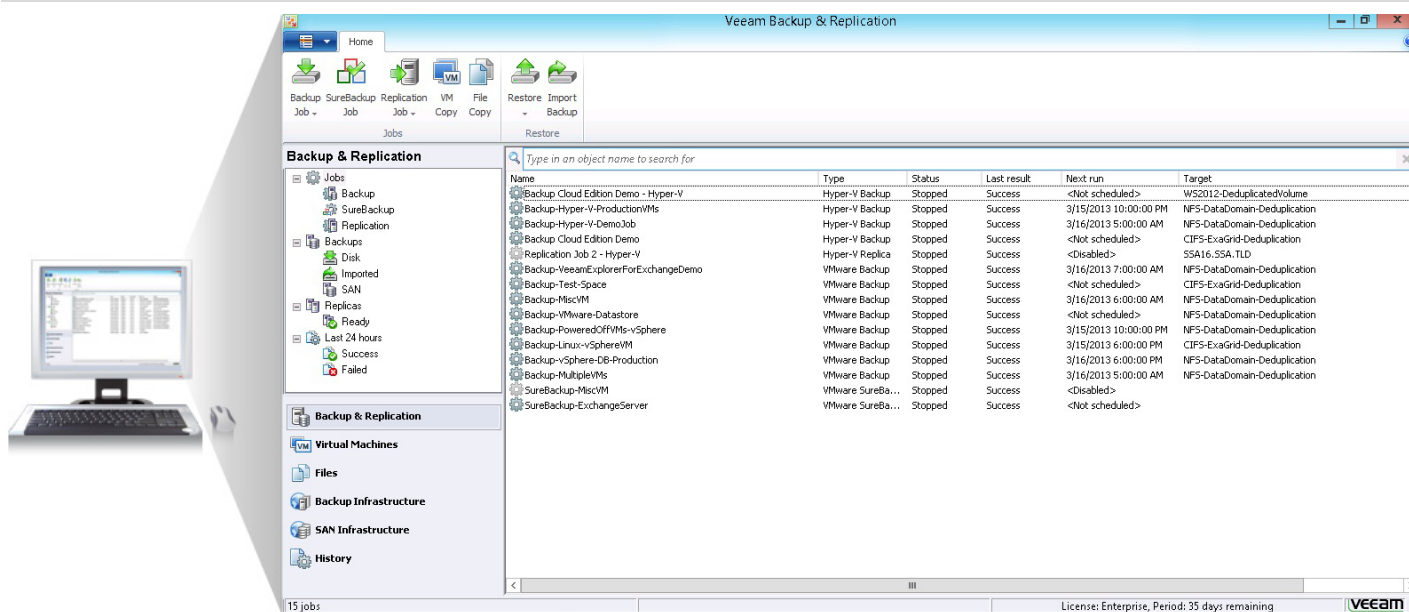 Veeam Backup & Replication
Home
Backup Job
SureBackup Job
Replication Job
VM Copy
File Copy
Restore
Import Backup
Jobs
Restore
Backup & Replication
Jobs
Backup
SureBackup
Replication
Backups
Disk
Imported
SAN
Replicas
Ready
Last 24 hours
Success
Failed
Backup & Replication
Virtual Machines
Files
Backup Infrastructure
SAN Infrastructure
History
Type in an object name to search for
Name Type Status Last result Next run Target
Backup Cloud Edition Demo - Hyper-V Hyper-V Backup Stopped Success <Not scheduled> WS2012-DeduplicatedVolume
Backup-Hyper-V-ProductionVMs Hyper-V Backup Stopped Success 3/15/2013 10:00:00 PM NFS-DataDomain-Deduplication
Backup-Hyper-V-DemoJob Hyper-V Backup Stopped Success 3/16/2013 5:00:00 AM NFS-DataDomain-Deduplication
Backup Cloud Edition Demo Hyper-V Backup Stopped Success <Not scheduled> CIFS-ExaGrid-Deduplication
Replication Job 2 - Hyper-V Hyper-V Replica Stopped Success <Disabled> SSA16.SSA.TLD
Backup-VeeamExplorerForExchangeDemo VMware Backup Stopped Success 3/16/2013 7:00:00 AM NFS-DataDomain-Deduplication
Backup-Test-Space VMware Backup Stopped Success <Not scheduled> CIFS-ExaGrid-Deduplication
Backup-MiscVM VMware Backup Stopped Success 3/16/2013 6:00:00 AM NFS-DataDomain-Deduplication
Backup-VMware-Datastore VMware Backup Stopped Success <Not scheduled> NFS-DataDomain-Deduplication
Backup-PoweredOffVMs-vSphere VMware Backup Stopped Success 3/15/2013 10:00:00 PM NFS-DataDomain-Deduplication
Backup-Linux-vSphereVM VMware Backup Stopped Success 3/15/2013 6:00:00 PM CIFS-ExaGrid-Deduplication
Backup-vSphere-DB-Production VMware Backup Stopped Success 3/16/2013 6:00:00 PM NFS-DataDomain-Deduplication
Backup-MultipleVMs VMware Backup Stopped Success 3/16/2013 5:00:00 AM NFS-DataDomain-Deduplication
SureBackup-MiscVM VMware SureBa... Stopped Success <Disabled>
SureBackup-ExchangeServer VMware SureBa... Stopped Success <Not scheduled>
15 jobs
License: Enterprise, Period: 35 days remaining
veeam